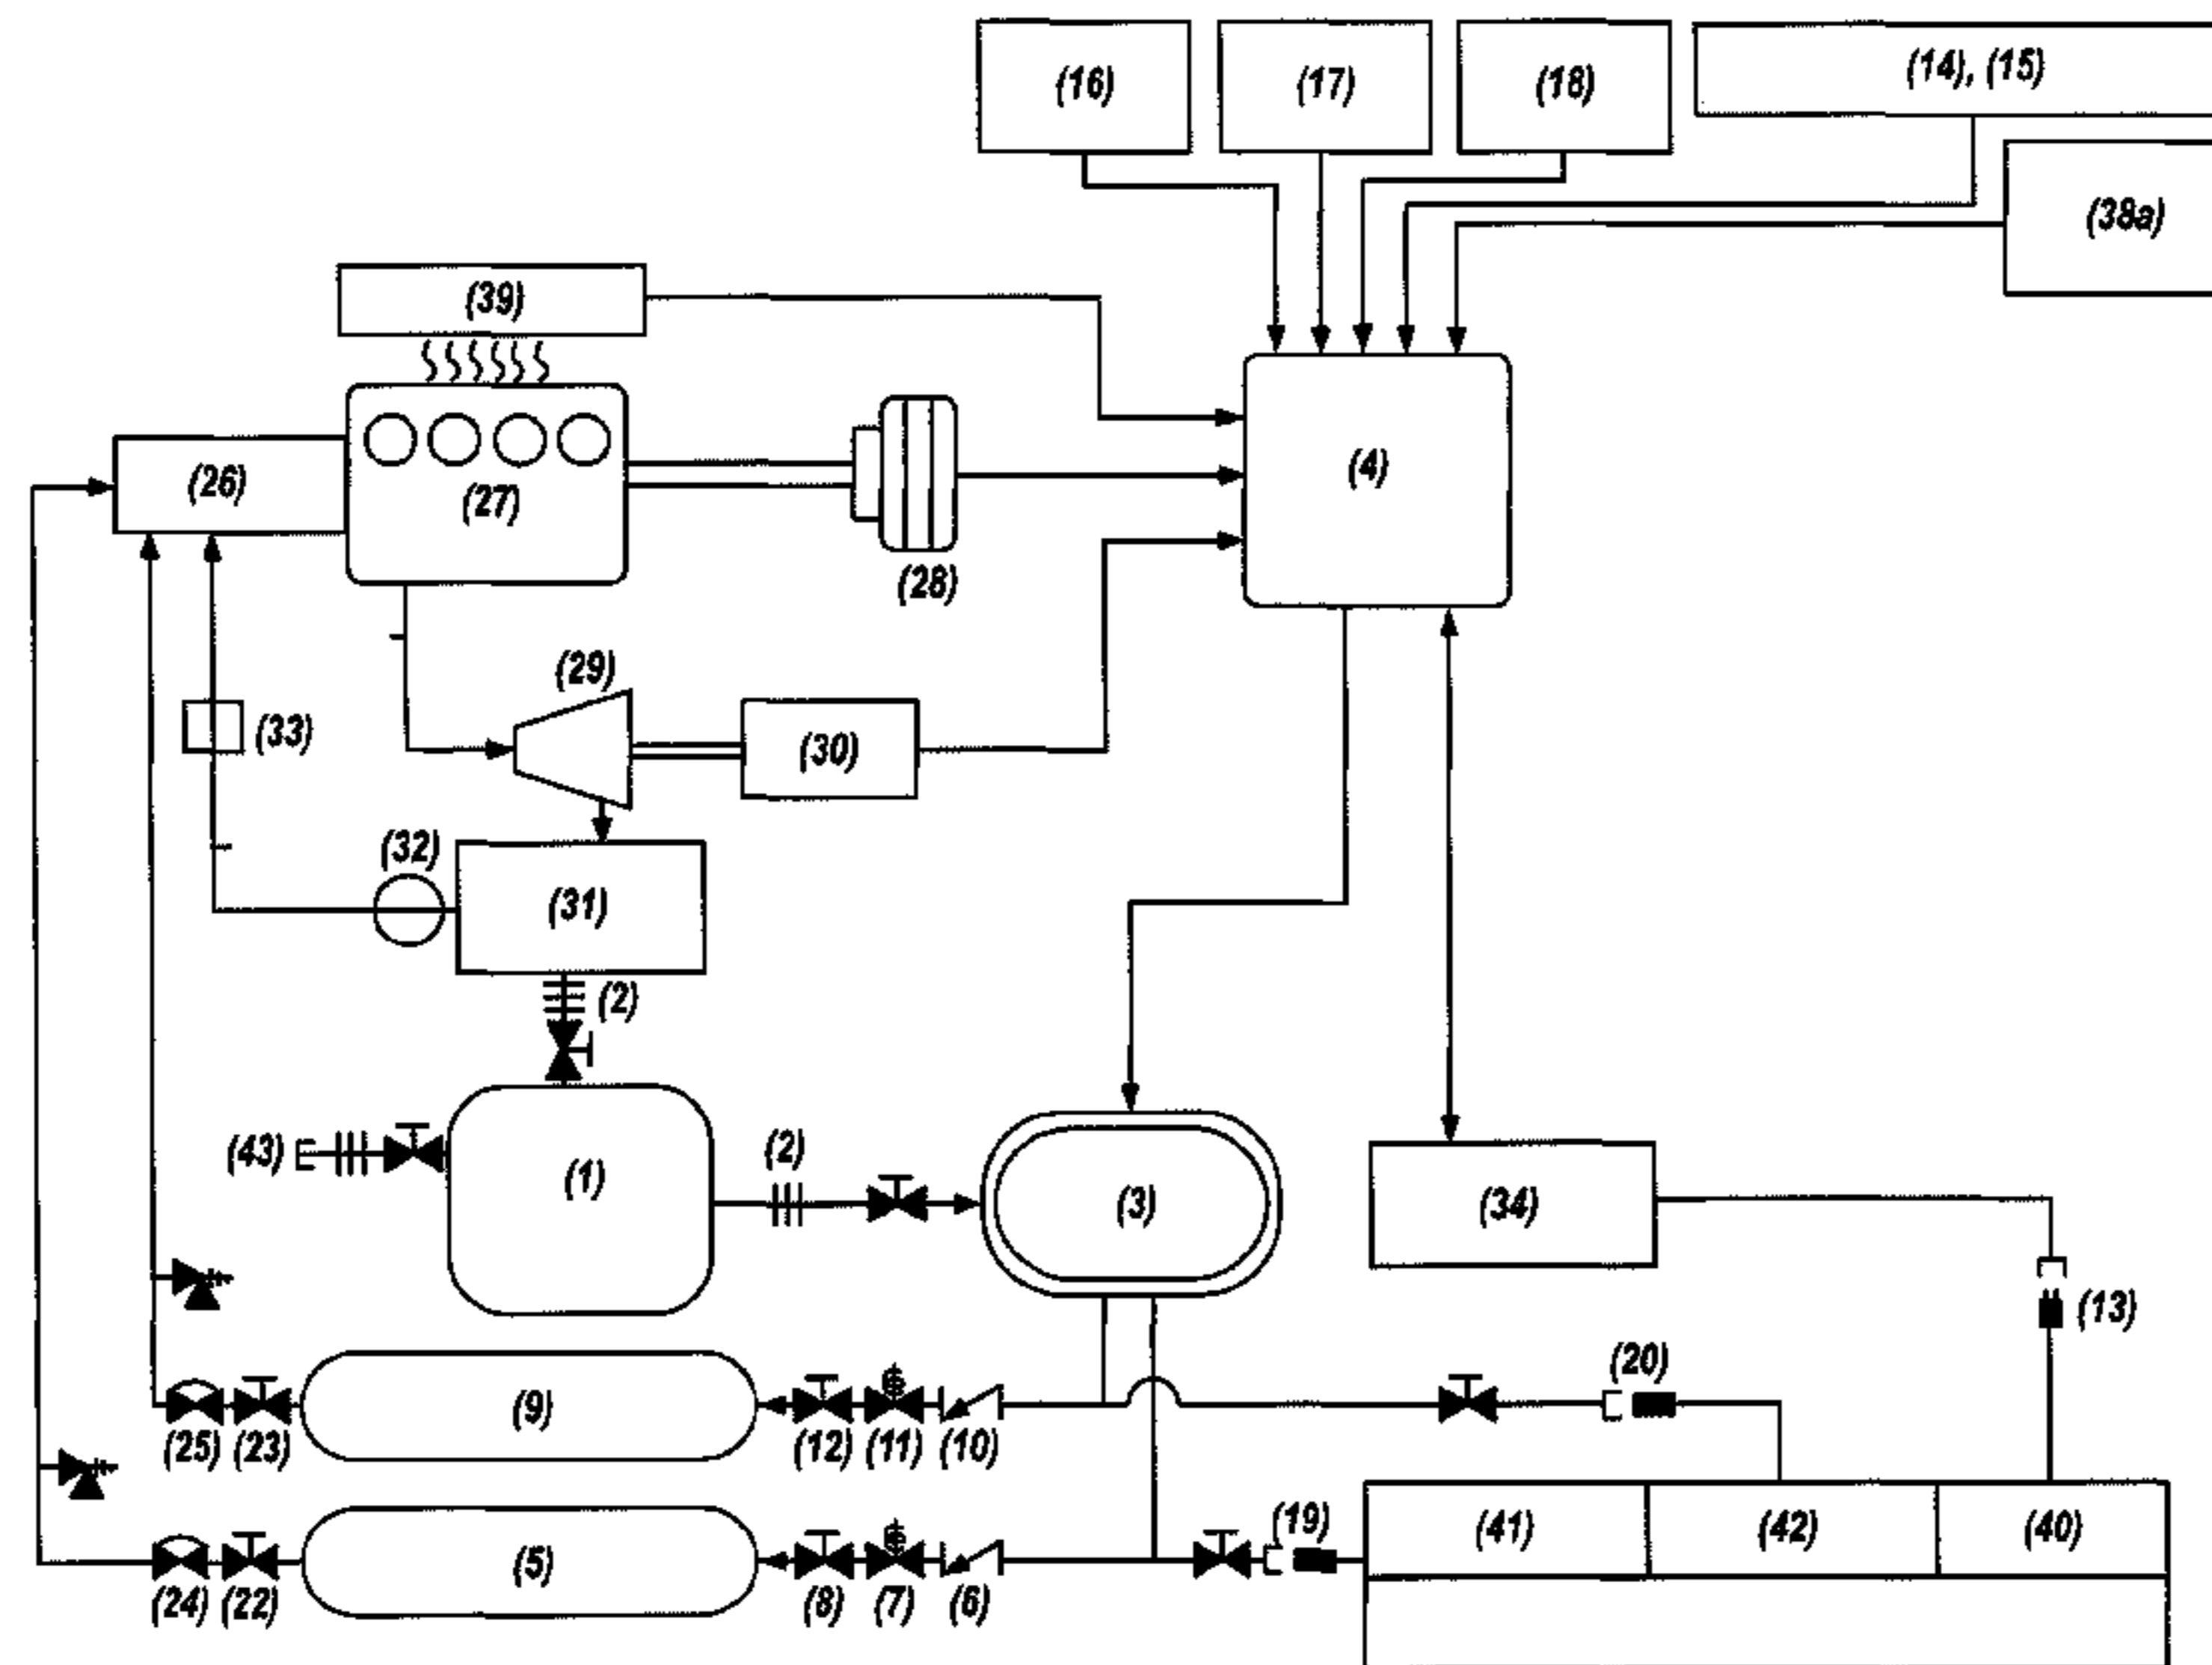 (16) (17) (18) (14), (15)
(38a)
(39)
(26) (27) (28) (4)
(29)
(33) (30)
(32) (31)
(2)
(43) (1) (2) (3) (34)
(13)
(20)
(9)
(25) (23) (12) (11) (10)
(19) (41) (42) (40)
(5)
(24) (22) (8) (7) (6)